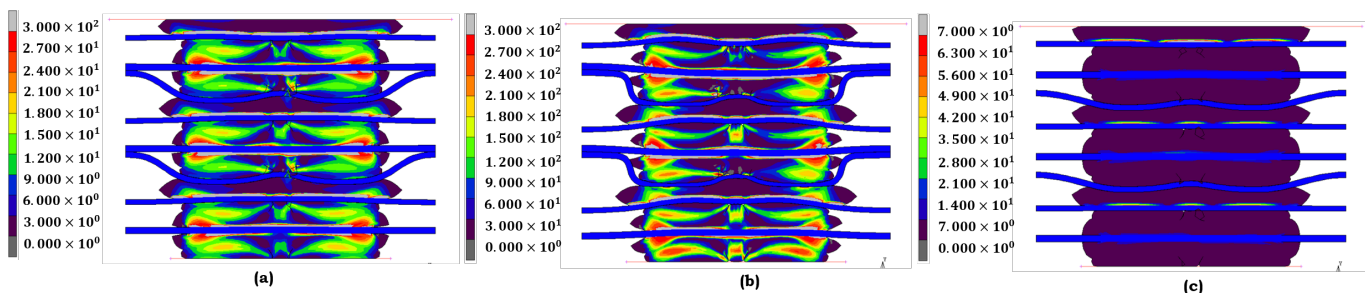 3.000 × 10²
2.700 × 10¹
2.400 × 10¹
2.100 × 10¹
1.800 × 10¹
1.500 × 10¹
1.200 × 10¹
9.000 × 10⁰
6.000 × 10⁰
3.000 × 10⁰
0.000 × 10⁰
(a)
3.000 × 10²
2.700 × 10²
2.400 × 10²
2.100 × 10²
1.800 × 10²
1.500 × 10²
1.200 × 10²
9.000 × 10¹
6.000 × 10¹
3.000 × 10¹
0.000 × 10⁰
(b)
7.000 × 10⁰
6.300 × 10¹
5.600 × 10¹
4.900 × 10¹
4.200 × 10¹
3.500 × 10¹
2.800 × 10¹
2.100 × 10¹
1.400 × 10¹
7.000 × 10⁰
0.000 × 10⁰
(c)